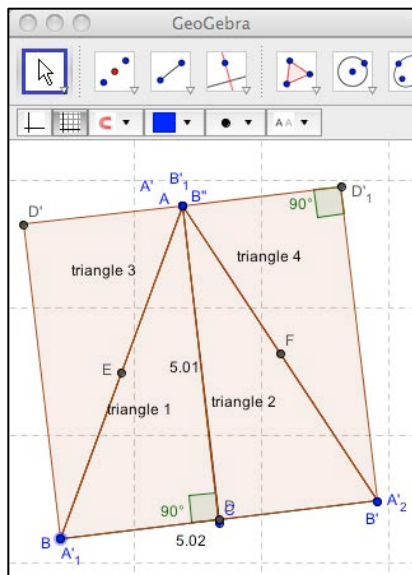 GeoGebra
A A
D'
A'
B'₁
A
B"
D'₁
90°
triangle 3
triangle 4
E
F
5.01
triangle 1
triangle 2
90°
D
C
B
A'₁
5.02
B'
A'₂